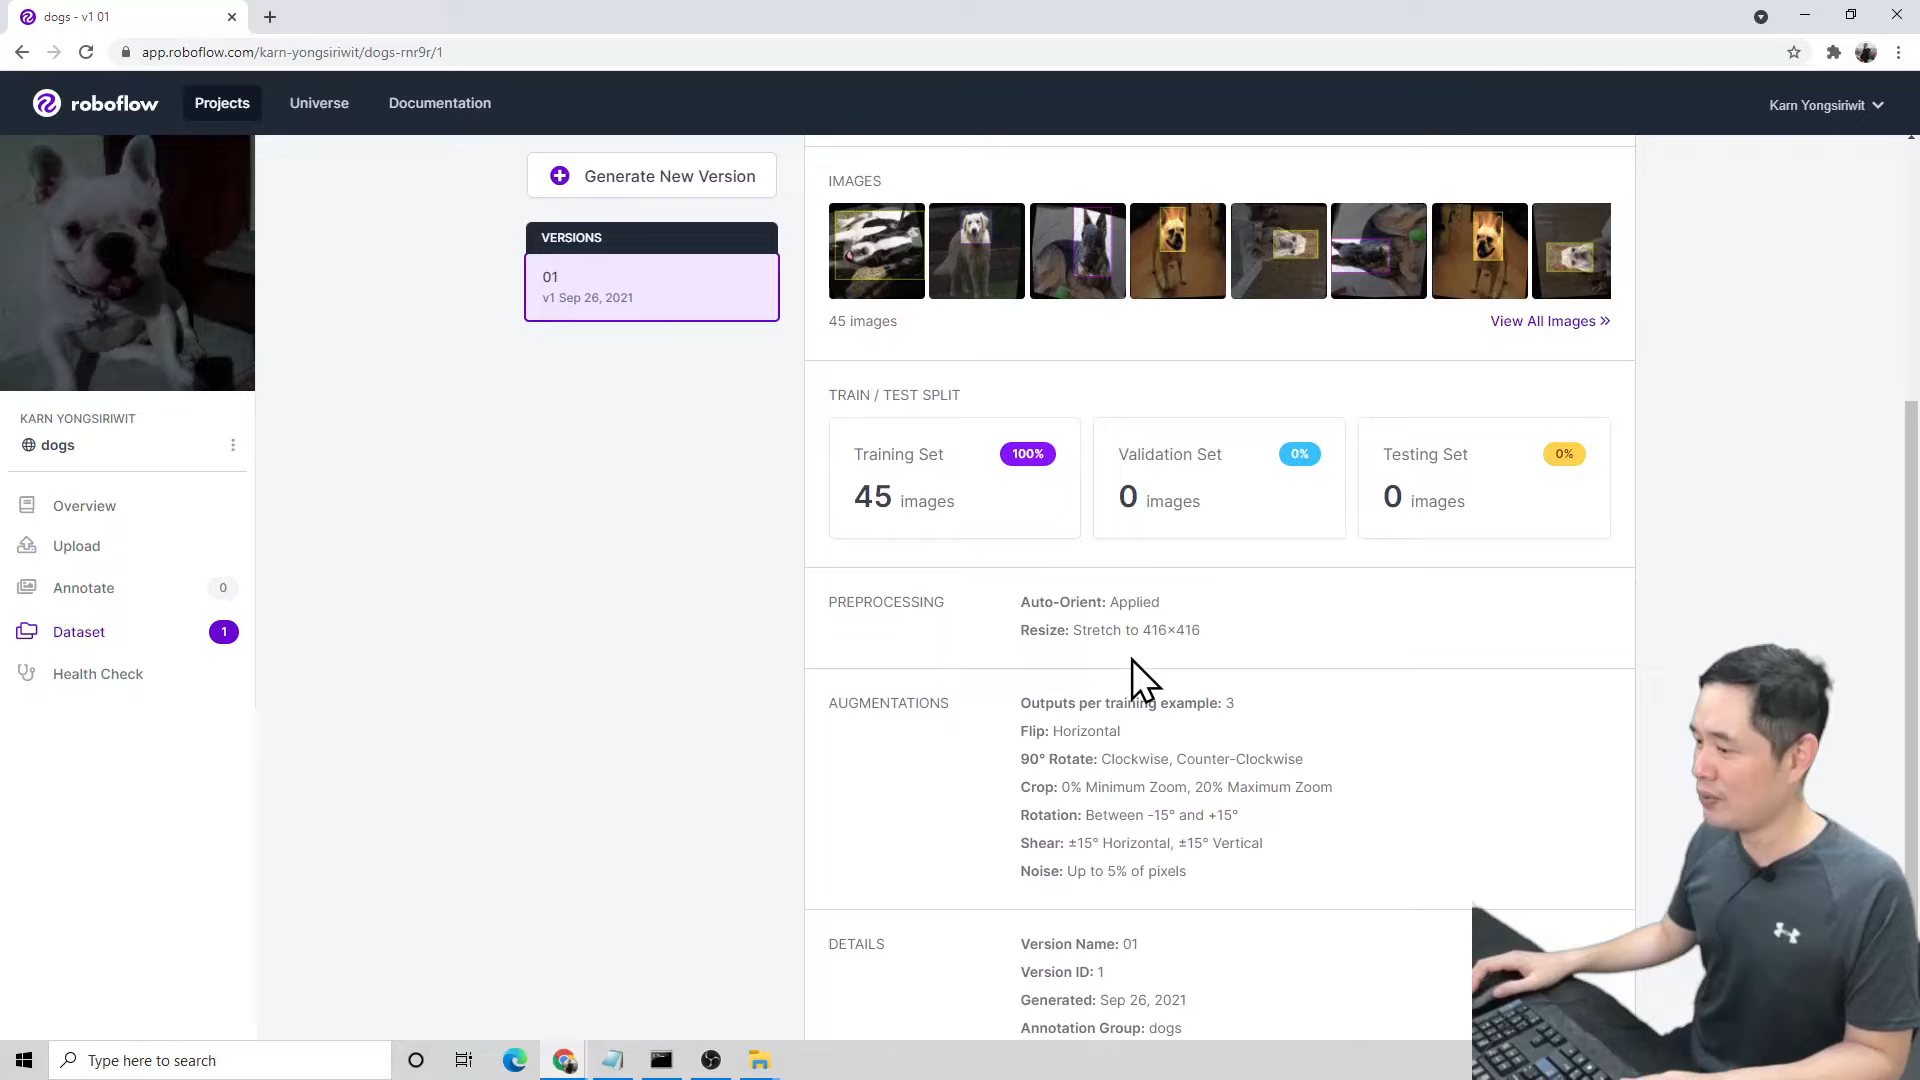 dogs - v1 01
app.roboflow.com/karn-yongsiriwit/dogs-rnr9r/1
roboflow
Projects
Universe
Documentation
Karn Yongsiriwit
Generate New Version
VERSIONS
01
v1 Sep 26, 2021
KARN YONGSIRIWIT
dogs
Overview
Upload
Annotate 0
Dataset 1
Health Check
IMAGES
45 images
View All Images »
TRAIN / TEST SPLIT
Training Set 100%
45 images
Validation Set 0%
0 images
Testing Set 0%
0 images
PREPROCESSING
Auto-Orient: Applied
Resize: Stretch to 416×416
AUGMENTATIONS
Outputs per training example: 3
Flip: Horizontal
90° Rotate: Clockwise, Counter-Clockwise
Crop: 0% Minimum Zoom, 20% Maximum Zoom
Rotation: Between -15° and +15°
Shear: ±15° Horizontal, ±15° Vertical
Noise: Up to 5% of pixels
DETAILS
Version Name: 01
Version ID: 1
Generated: Sep 26, 2021
Annotation Group: dogs
Type here to search